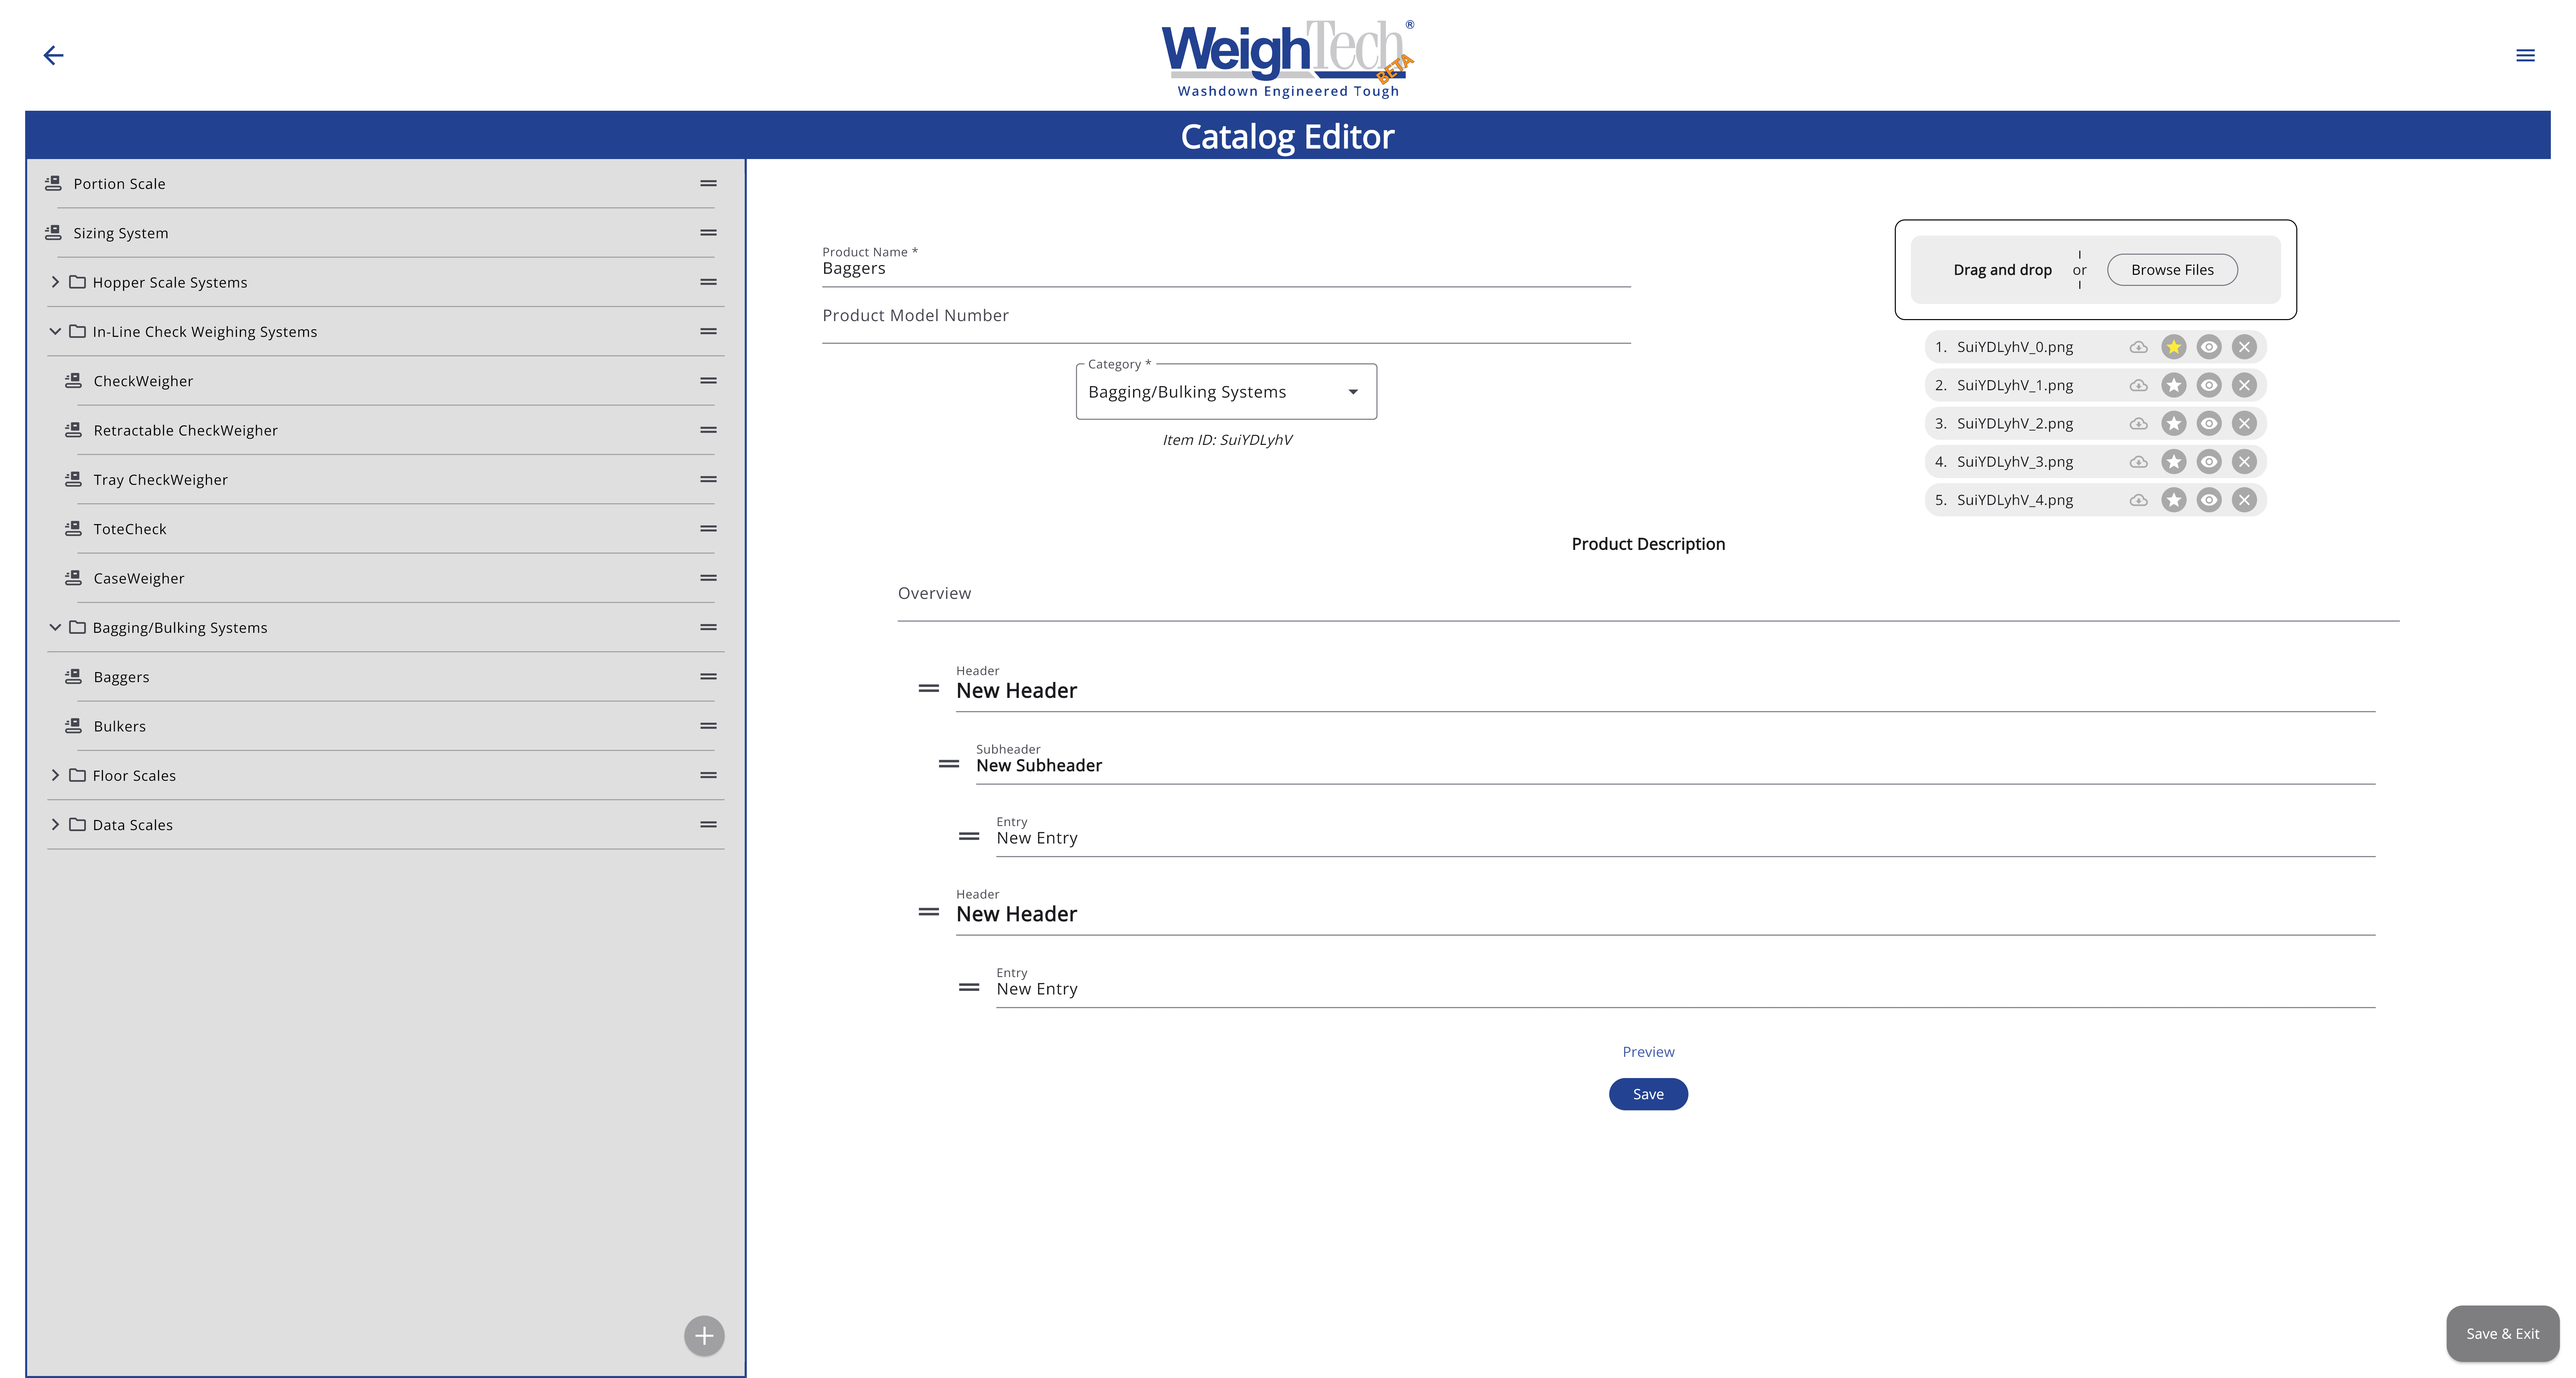 WeighTech®
BETA
Washdown Engineered Tough
Catalog Editor
Portion Scale
Sizing System
Hopper Scale Systems
In-Line Check Weighing Systems
CheckWeigher
Retractable CheckWeigher
Tray CheckWeigher
ToteCheck
CaseWeigher
Bagging/Bulking Systems
Baggers
Bulkers
Floor Scales
Data Scales
Product Name *
Baggers
Product Model Number
Category *
Bagging/Bulking Systems
Item ID: SuiYDLyhV
Drag and drop or Browse Files
1. SuiYDLyhV_0.png
2. SuiYDLyhV_1.png
3. SuiYDLyhV_2.png
4. SuiYDLyhV_3.png
5. SuiYDLyhV_4.png
Product Description
Overview
Header
New Header
Subheader
New Subheader
Entry
New Entry
Header
New Header
Entry
New Entry
Preview
Save
Save & Exit